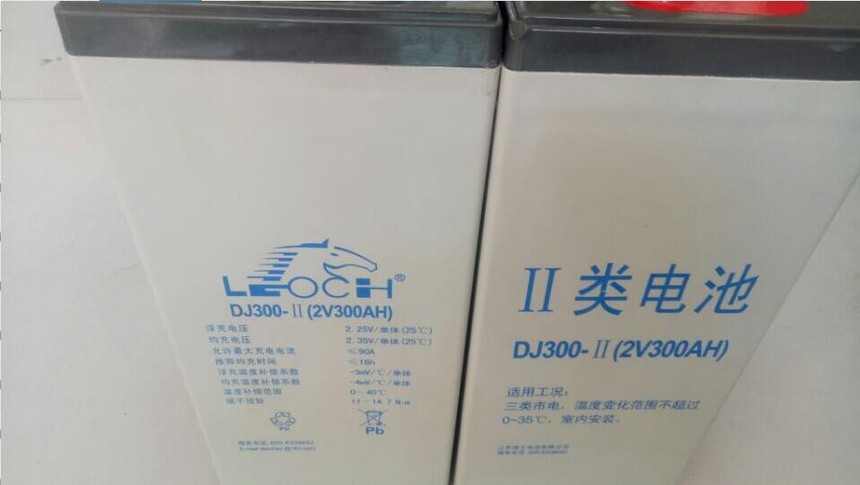 LEOCH®
DJ300-II(2V300AH)
浮充电压 2.25V/单体(25℃)
均充电压 2.35V/单体(25℃)
允许最大充电电流 ≤90A
推荐均充时间 ≤16h
浮充温度补偿系数 -3mV/℃/单体
均充温度补偿系数 -4mV/℃/单体
温度补偿范围 0~40℃
端子扭矩 11~14.7N.m
Pb
II类电池
DJ300-II(2V300AH)
适用工况:
三类市电,温度变化范围不超过
0-35℃,室内安装。